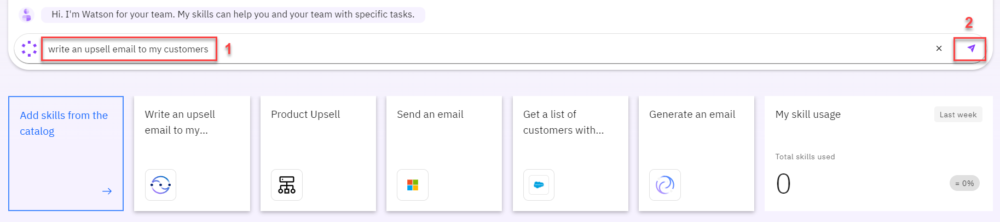 Hi. I'm Watson for your team. My skills can help you and your team with specific tasks.
2
write an upsell email to my customers
1
Add skills from the
catalog
Write an upsell
email to my...
Product Upsell
Send an email
Get a list of
customers with...
Generate an email
My skill usage
Last week
Total skills used
0
= 0%